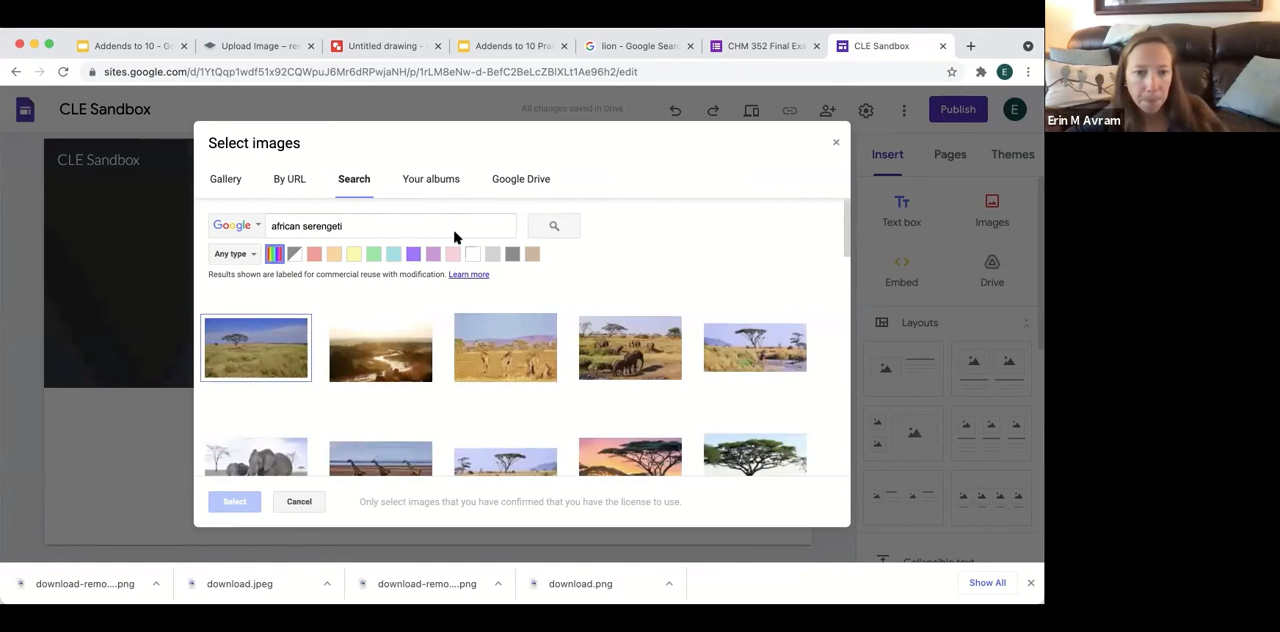 Addends to 10 - Go
Upload Image – re
Untitled drawing -
Addends to 10 Pra
lion - Google Sear
CHM 352 Final Exa
CLE Sandbox
sites.google.com/d/1YtQqp1wdf51x92CQWpuJ6Mr6dRPwjaNH/p/1rLM8eNw-d-BefC2BeLcZBlXLt1Ae96h2/edit
E
Erin M Avram
CLE Sandbox
All changes saved in Drive
Publish
E
CLE Sandbox
Select images
Gallery
By URL
Search
Your albums
Google Drive
Google
african serengeti
Any type
Results shown are labeled for commercial reuse with modification. Learn more
Select
Cancel
Only select images that you have confirmed that you have the license to use.
Insert
Pages
Themes
Text box
Images
Embed
Drive
Layouts
Collapsible text
download-remo....png
download.jpeg
download-remo....png
download.png
Show All